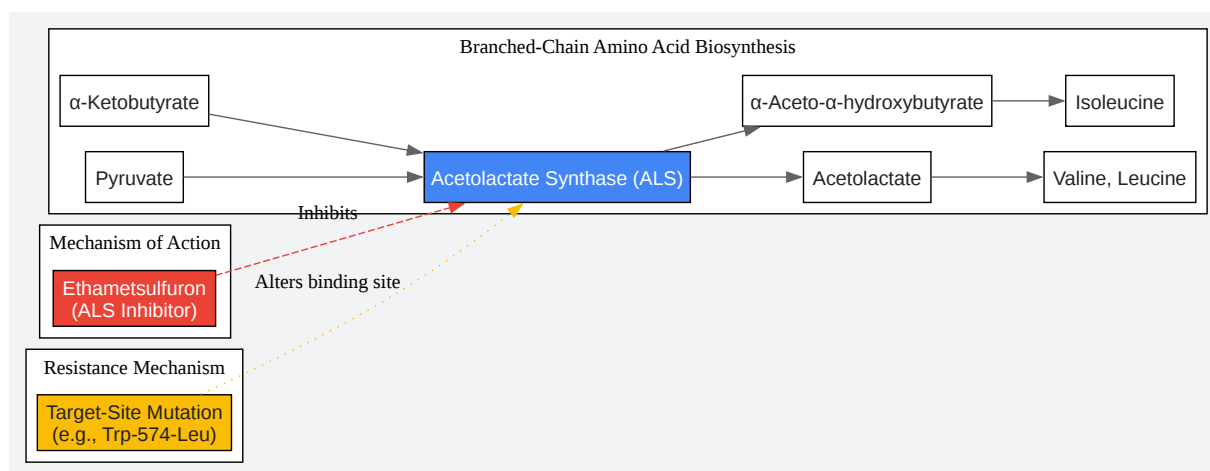 Branched-Chain Amino Acid Biosynthesis
α-Ketobutyrate
α-Aceto-α-hydroxybutyrate
Isoleucine
Pyruvate
Acetolactate Synthase (ALS)
Acetolactate
Valine, Leucine
Inhibits
Mechanism of Action
Ethametsulfuron
(ALS Inhibitor)
Alters binding site
Resistance Mechanism
Target-Site Mutation
(e.g., Trp-574-Leu)